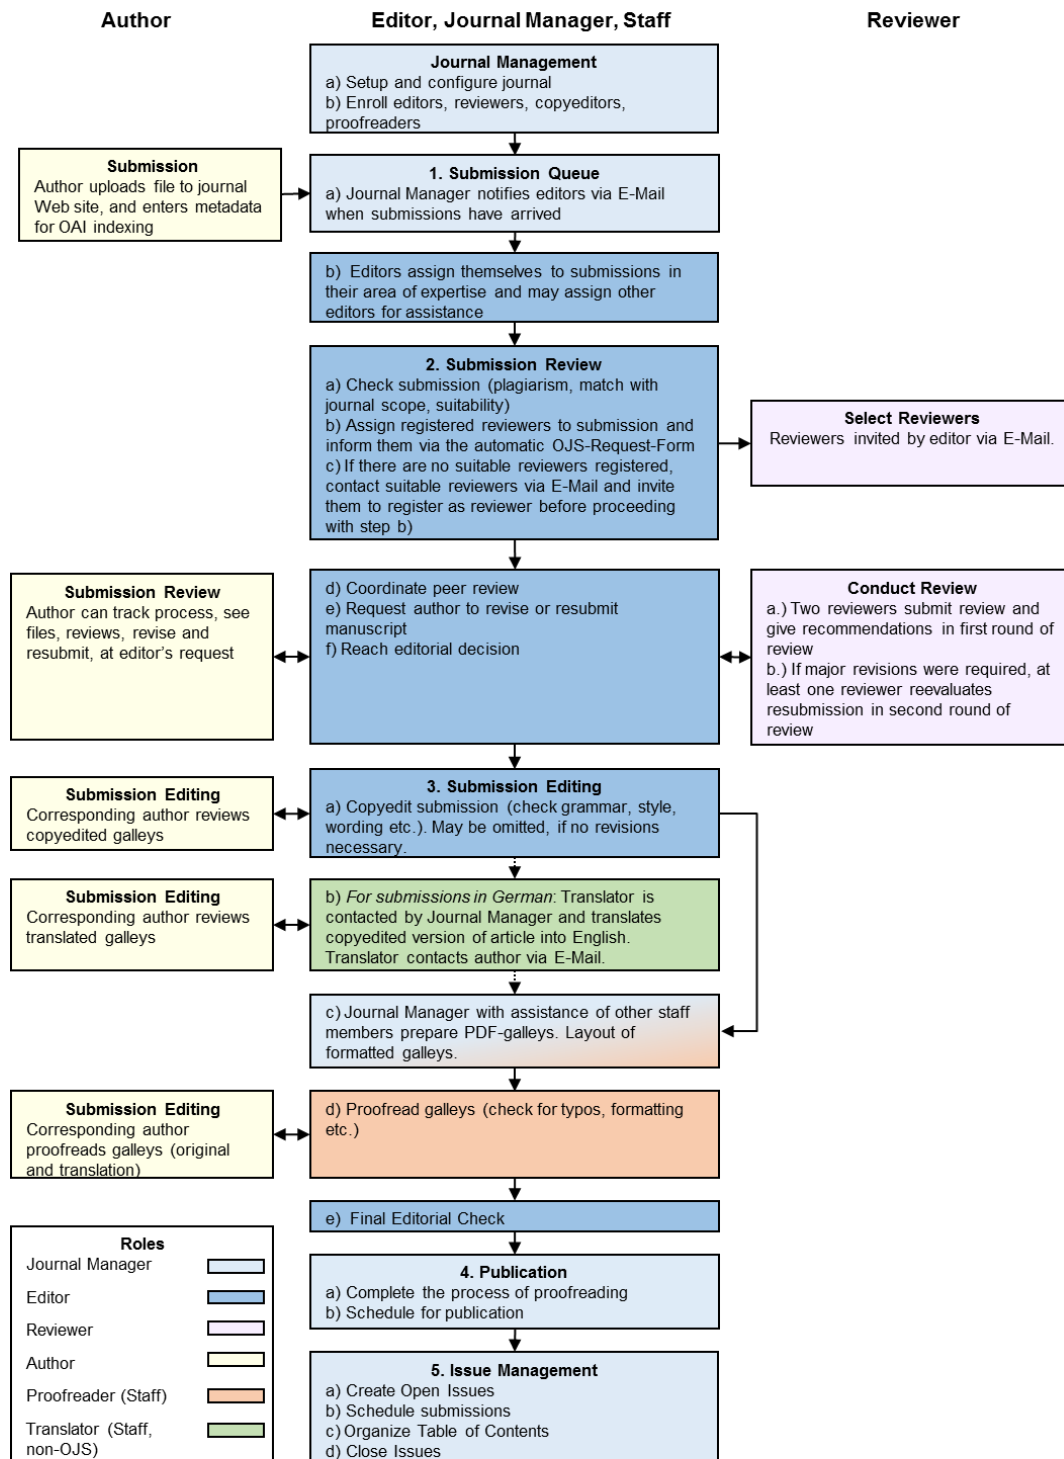 Author
Editor, Journal Manager, Staff
Reviewer
Journal Management
a) Setup and configure journal
b) Enroll editors, reviewers, copyeditors,
proofreaders
Submission
Author uploads file to journal
Web site, and enters metadata
for OAI indexing
1. Submission Queue
a) Journal Manager notifies editors via E-Mail
when submissions have arrived
b) Editors assign themselves to submissions in
their area of expertise and may assign other
editors for assistance
2. Submission Review
a) Check submission (plagiarism, match with
journal scope, suitability)
b) Assign registered reviewers to submission and
inform them via the automatic OJS-Request-Form
c) If there are no suitable reviewers registered,
contact suitable reviewers via E-Mail and invite
them to register as reviewer before proceeding
with step b)
Select Reviewers
Reviewers invited by editor via E-Mail.
Submission Review
Author can track process, see
files, reviews, revise and
resubmit, at editor's request
d) Coordinate peer review
e) Request author to revise or resubmit
manuscript
f) Reach editorial decision
Conduct Review
a.) Two reviewers submit review and
give recommendations in first round of
review
b.) If major revisions were required, at
least one reviewer reevaluates
resubmission in second round of
review
Submission Editing
Corresponding author reviews
copyedited galleys
3. Submission Editing
a) Copyedit submission (check grammar, style,
wording etc.). May be omitted, if no revisions
necessary.
Submission Editing
Corresponding author reviews
translated galleys
b) For submissions in German: Translator is
contacted by Journal Manager and translates
copyedited version of article into English.
Translator contacts author via E-Mail.
c) Journal Manager with assistance of other staff
members prepare PDF-galleys. Layout of
formatted galleys.
Submission Editing
Corresponding author
proofreads galleys (original
and translation)
d) Proofread galleys (check for typos, formatting
etc.)
e) Final Editorial Check
Roles
Journal Manager
Editor
Reviewer
Author
Proofreader (Staff)
Translator (Staff,
non-OJS)
4. Publication
a) Complete the process of proofreading
b) Schedule for publication
5. Issue Management
a) Create Open Issues
b) Schedule submissions
c) Organize Table of Contents
d) Close Issues